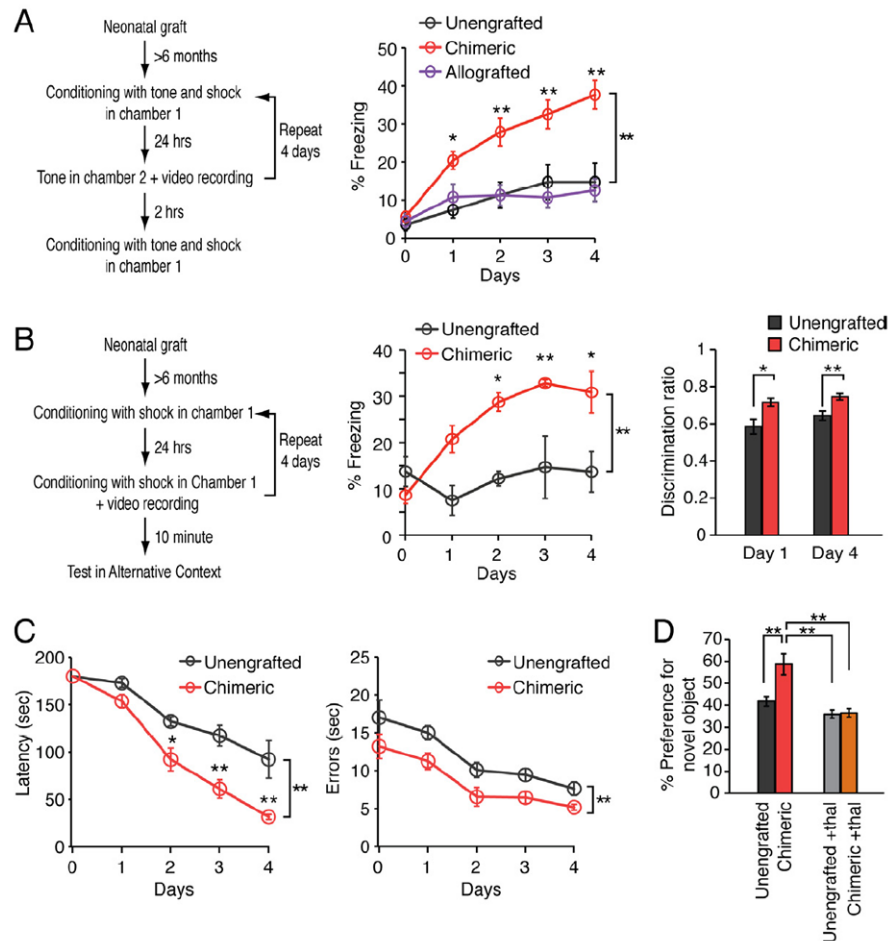 A
Neonatal graft
>6 months
Conditioning with tone and shock
in chamber 1
24 hrs
Repeat
4 days
Tone in chamber 2 + video recording
2 hrs
Conditioning with tone and shock
in chamber 1
Unengrafted
Chimeric
Allografted
50
40
30
20
10
0
% Freezing
*
**
**
**
**
0 1 2 3 4
Days
B
Neonatal graft
>6 months
Conditioning with shock in chamber 1
24 hrs
Repeat
4 days
Conditioning with shock in Chamber 1
+ video recording
10 minute
Test in Alternative Context
Unengrafted
Chimeric
40
30
20
10
0
% Freezing
*
**
*
**
0 1 2 3 4
Days
Unengrafted
Chimeric
1
0.8
0.6
0.4
0.2
0
Discrimination ratio
*
**
Day 1 Day 4
C
Unengrafted
Chimeric
200
150
100
50
0
Latency (sec)
*
**
**
**
0 1 2 3 4
Days
Unengrafted
Chimeric
25
20
15
10
5
0
Errors (sec)
**
0 1 2 3 4
Days
D
70
60
50
40
30
20
10
0
% Preference for
novel object
**
**
**
Unengrafted
Chimeric
Unengrafted +thal
Chimeric +thal